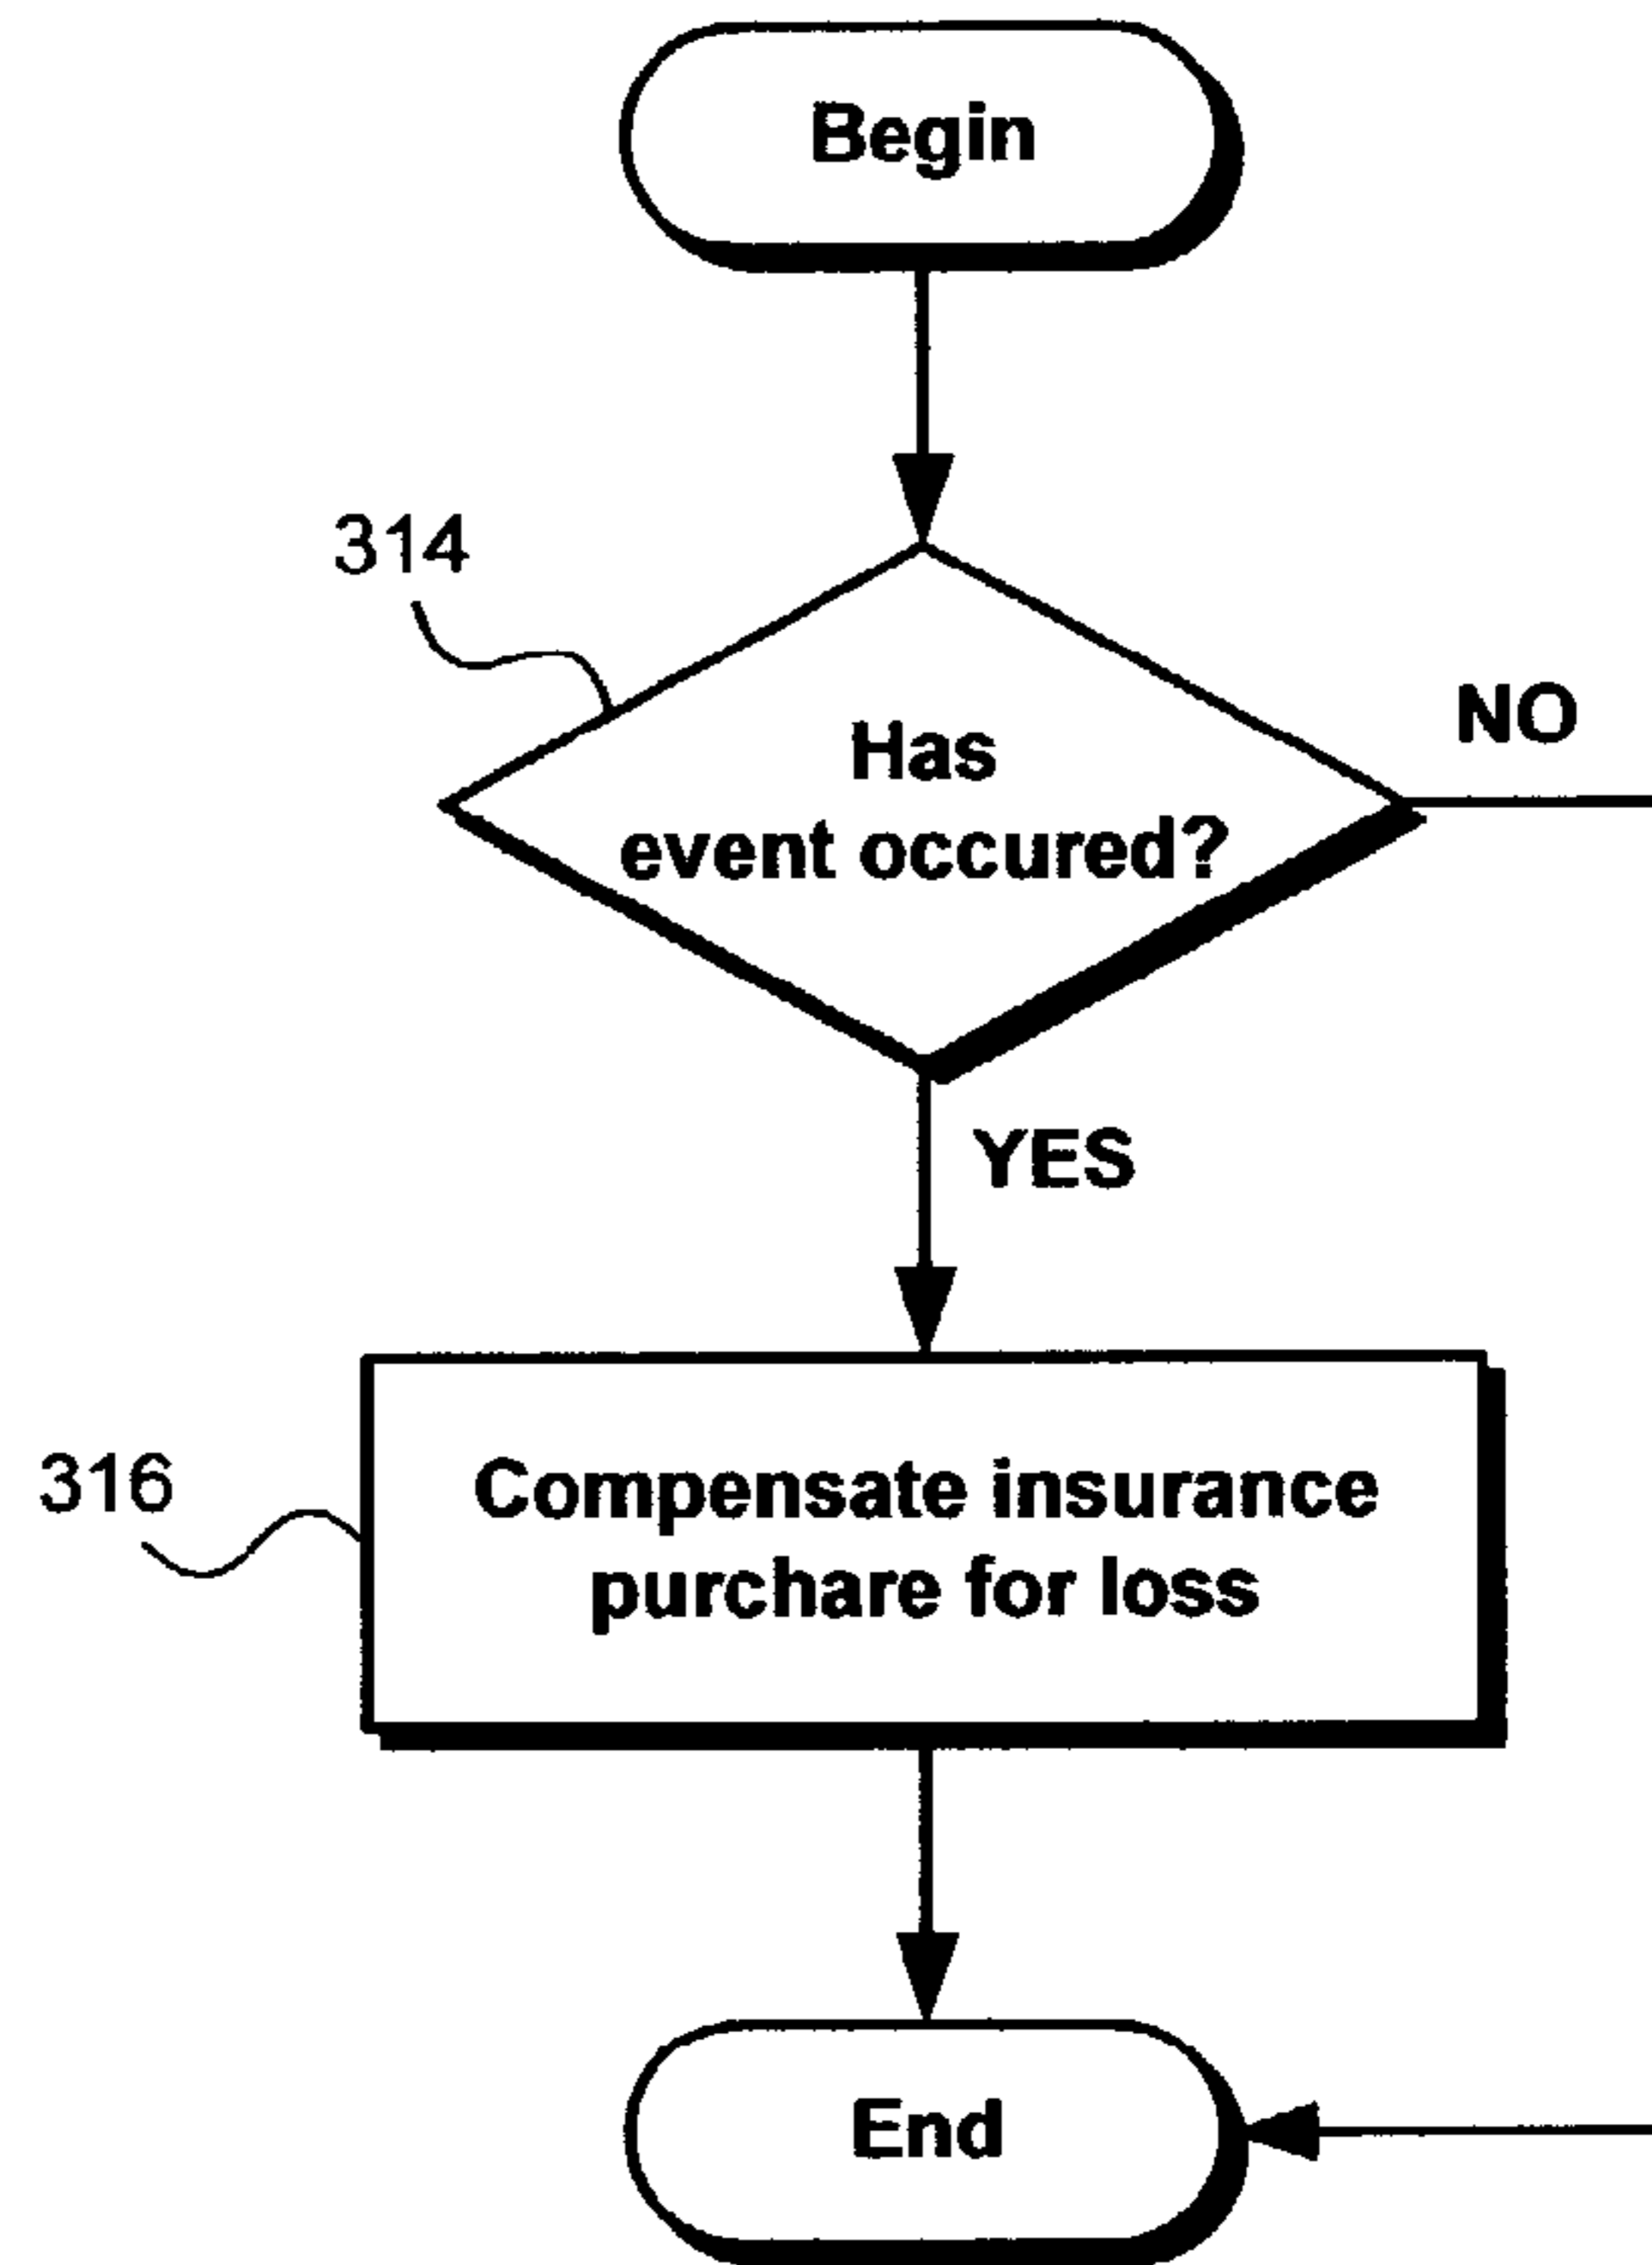 Begin
314
Has
event occured?
NO
YES
316
Compensate insurance
purchare for loss
End